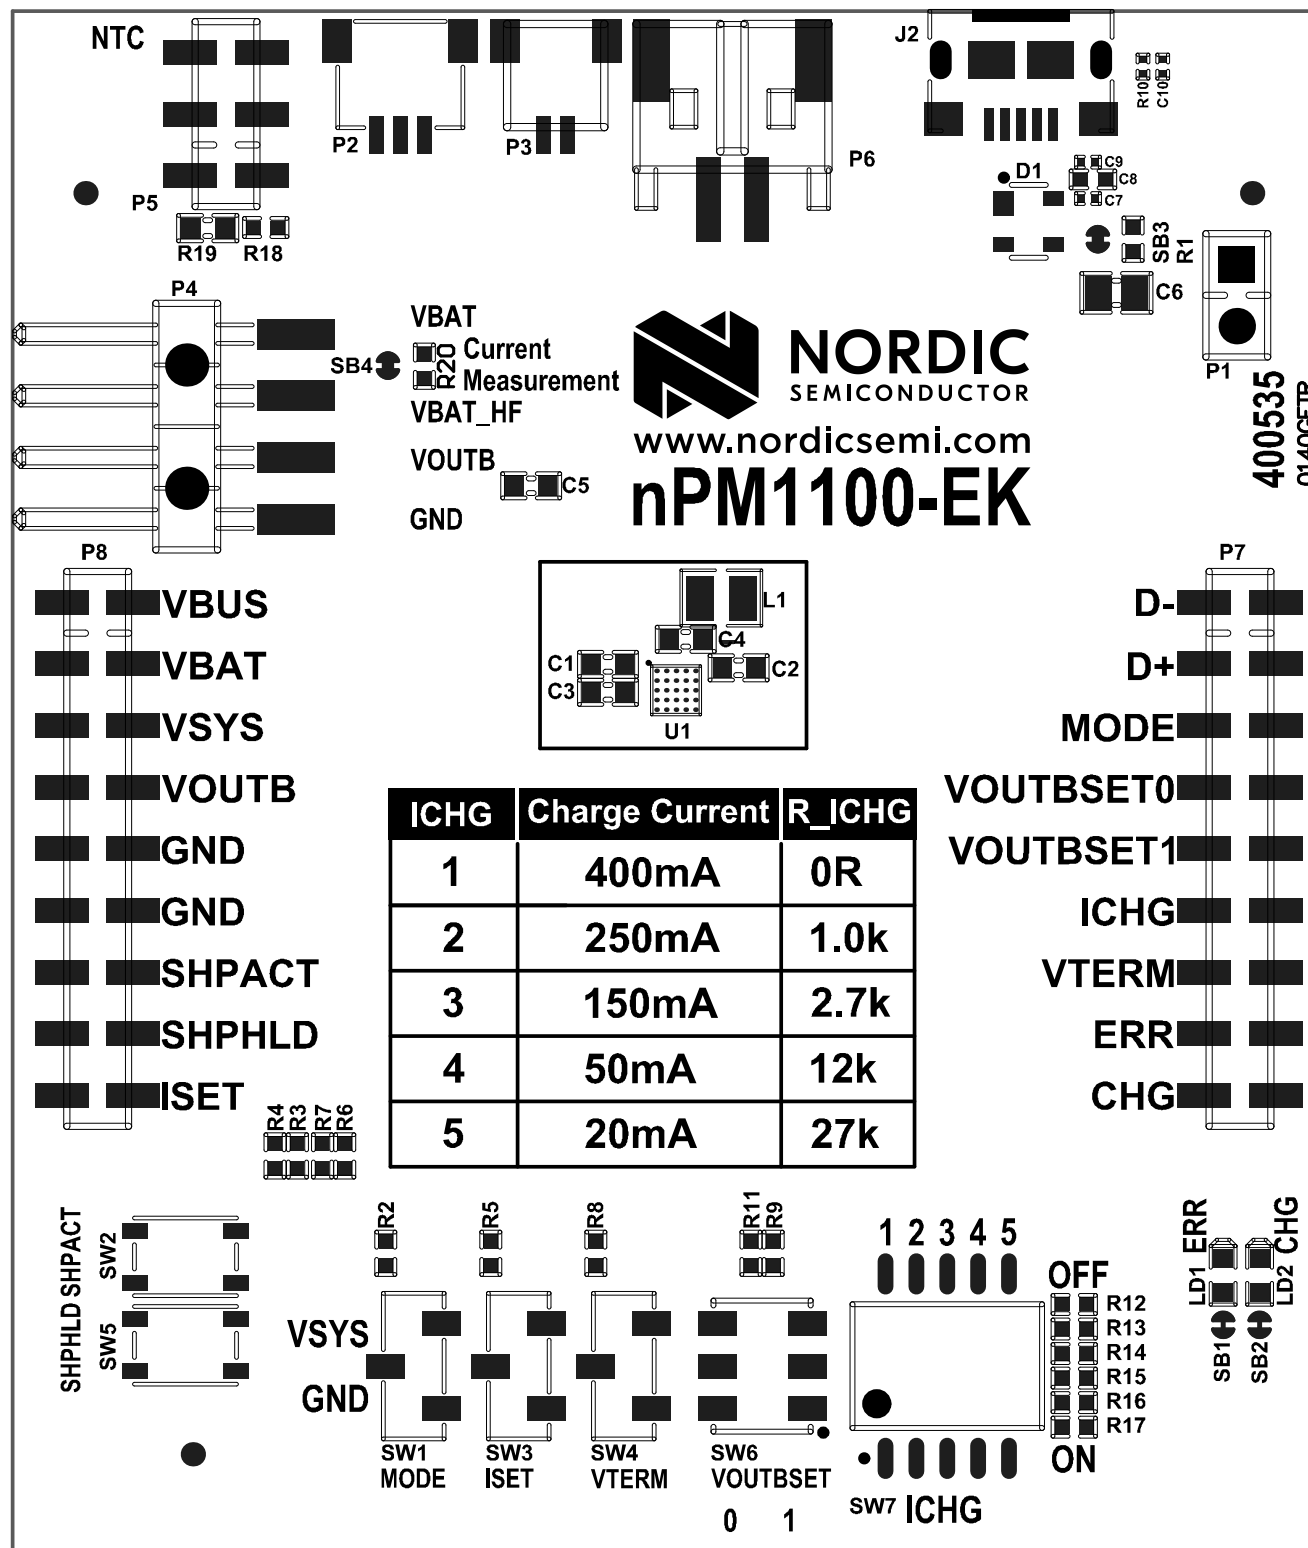 NTC
P2
P3
P6
J2
R10
C10
D1
C9
C8
C7
P5
R19
R18
SB3
R1
C6
P1
P4
SB4
VBAT
R20
Current
Measurement
VBAT_HF
VOUTB
C5
GND
NORDIC
SEMICONDUCTOR
www.nordicsemi.com
nPM1100-EK
400535
P8
VBUS
VBAT
VSYS
VOUTB
GND
GND
SHPACT
SHPHLD
ISET
L1
C4
C1
C2
C3
U1
P7
D-
D+
MODE
VOUTBSET0
VOUTBSET1
ICHG
VTERM
ERR
CHG
ICHG Charge Current R_ICHG
1 400mA 0R
2 250mA 1.0k
3 150mA 2.7k
4 50mA 12k
5 20mA 27k
R4
R3
R7
R6
SHPHLD SHPACT
SW2
SW5
R2
R5
R8
R11
R9
VSYS
GND
SW1
MODE
SW3
ISET
SW4
VTERM
SW6
VOUTBSET
0 1
1 2 3 4 5
OFF
R12
R13
R14
R15
R16
R17
ON
SW7 ICHG
ERR
CHG
LD1
LD2
SB1
SB2